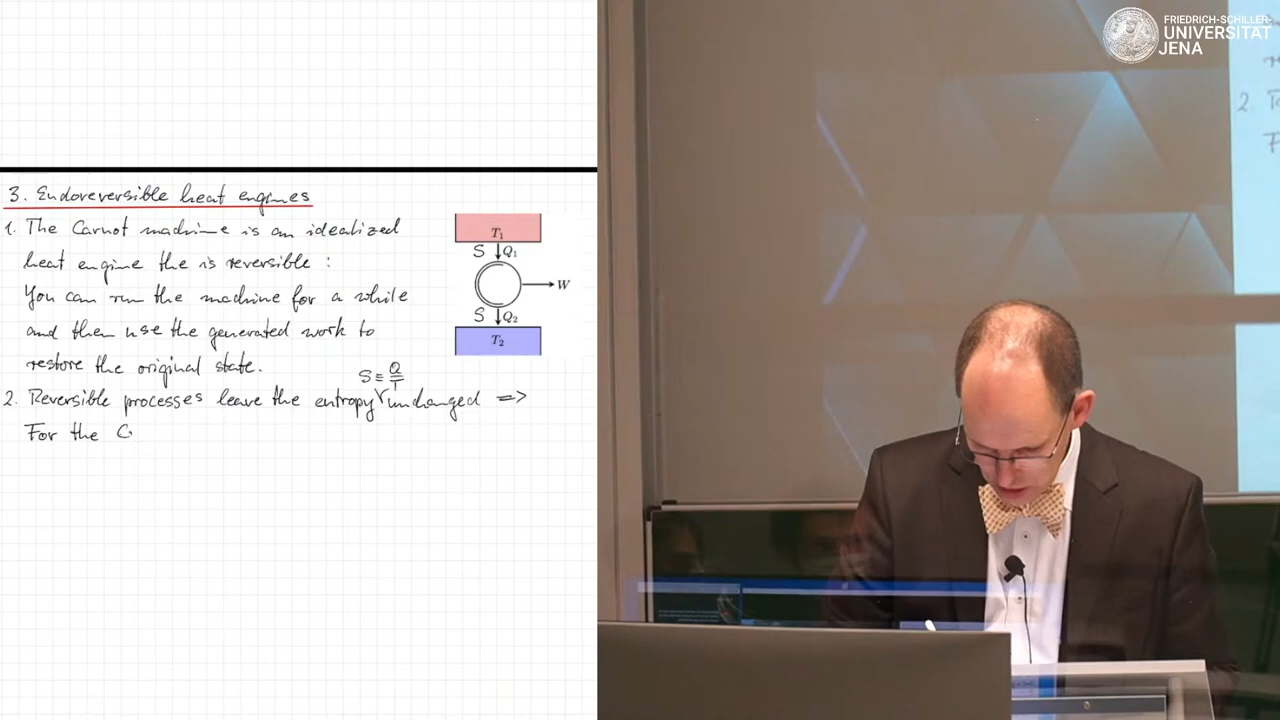 3. Endoreversible heat engines
1. The Carnot machine is an idealized
heat engine the is reversible :
You can run the machine for a while
and then use the generated work to
restore the original state.
S ≡ Q/T
2. Reversible processes leave the entropy unchanged =>
For the C
T₁
S Q₁
W
S Q₂
T₂
FRIEDRICH-SCHILLER-
UNIVERSITÄT
JENA
2.